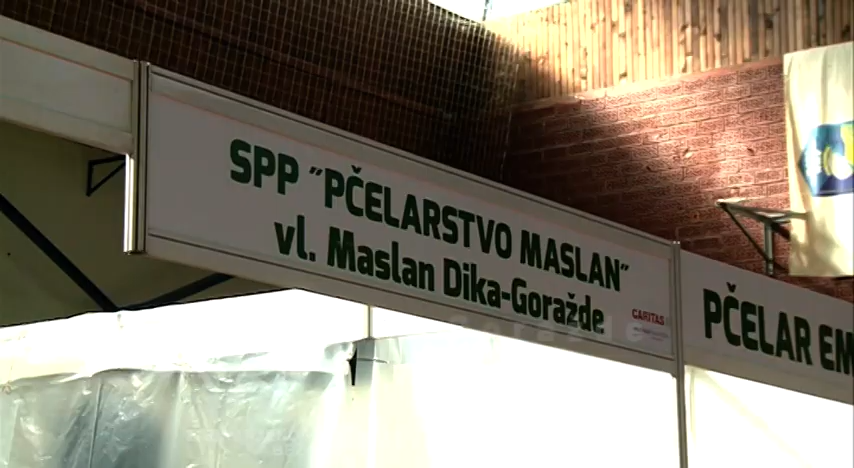 SPP "PČELARSTVO MASLAN"
vl. Maslan Dika-Goražde
CARITAS
PČELAR EM